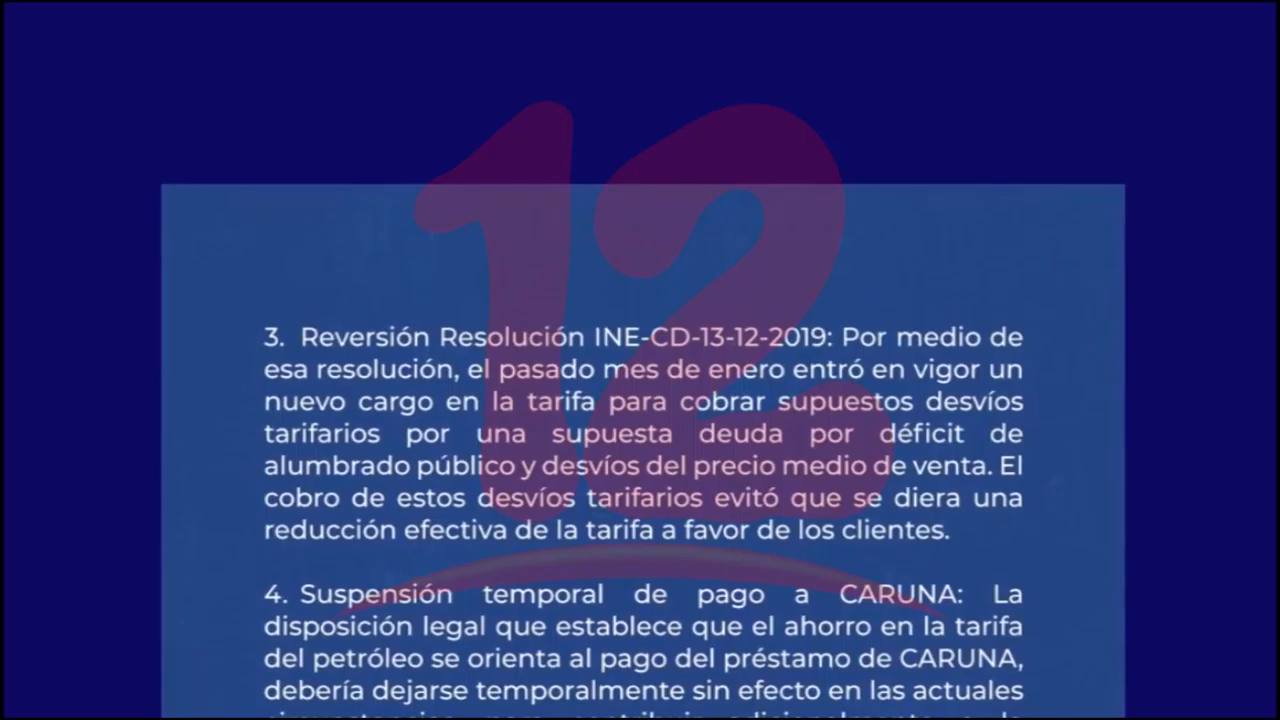 12
3. Reversión Resolución INE-CD-13-12-2019: Por medio de
esa resolución, el pasado mes de enero entró en vigor un
nuevo cargo en la tarifa para cobrar supuestos desvíos
tarifarios por una supuesta deuda por déficit de
alumbrado público y desvíos del precio medio de venta. El
cobro de estos desvíos tarifarios evitó que se diera una
reducción efectiva de la tarifa a favor de los clientes.
4. Suspensión temporal de pago a CARUNA: La
disposición legal que establece que el ahorro en la tarifa
del petróleo se orienta al pago del préstamo de CARUNA,
debería dejarse temporalmente sin efecto en las actuales